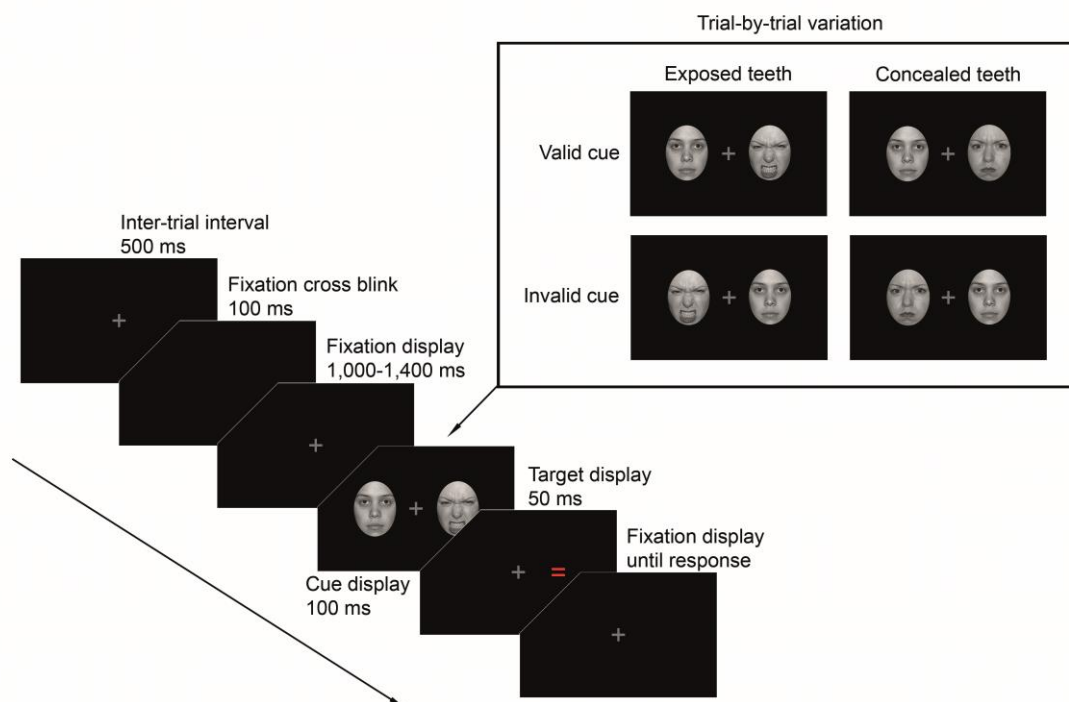 Trial-by-trial variation
Exposed teeth
Concealed teeth
Valid cue
Invalid cue
Inter-trial interval
500 ms
Fixation cross blink
100 ms
Fixation display
1,000-1,400 ms
Cue display
100 ms
Target display
50 ms
Fixation display
until response